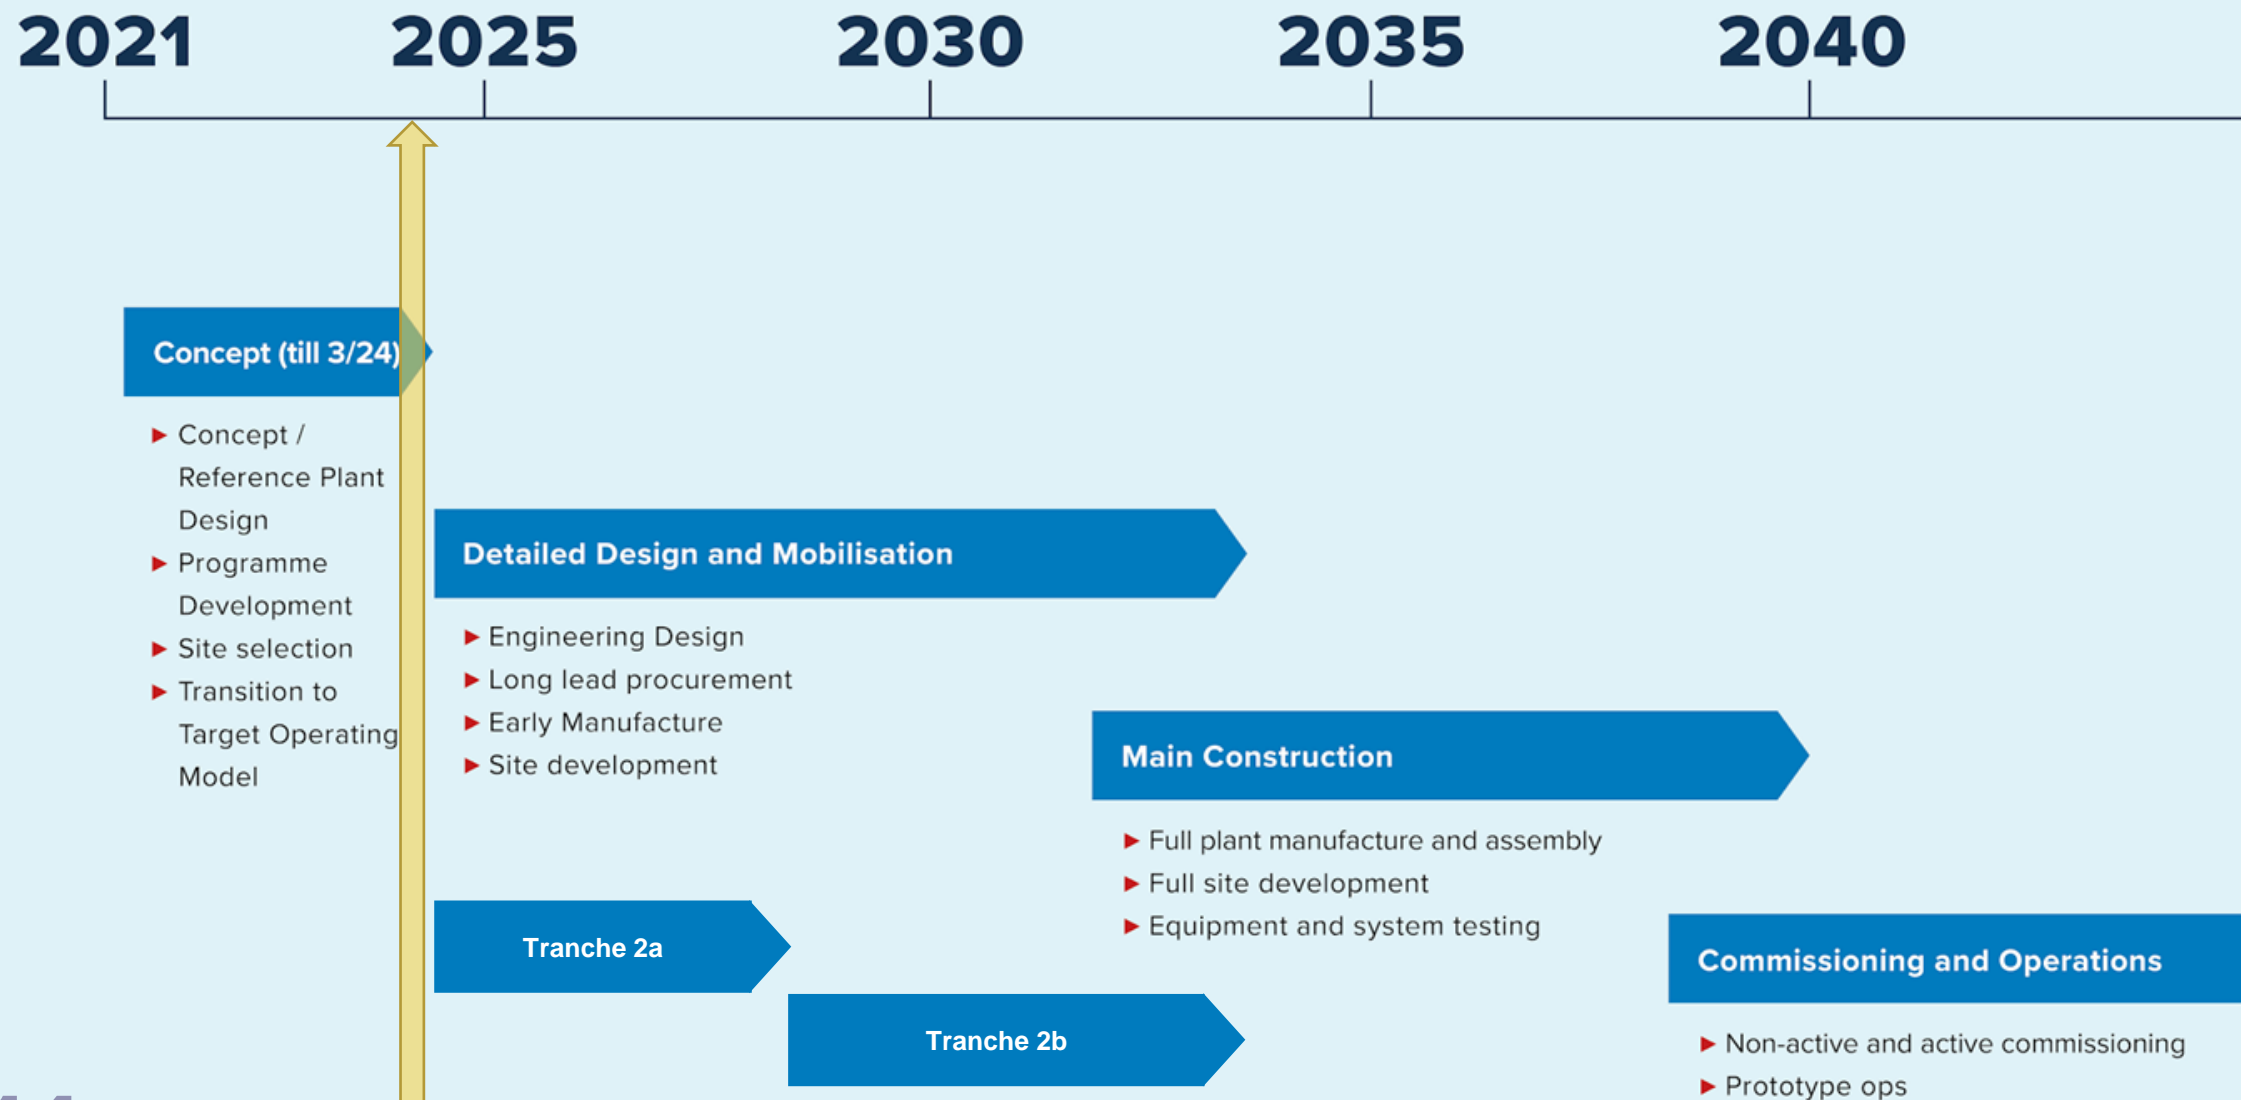 2021 2025 2030 2035 2040
Concept (till 3/24)
Concept /
Reference Plant
Design
Programme
Development
Site selection
Transition to
Target Operating
Model
Detailed Design and Mobilisation
Engineering Design
Long lead procurement
Early Manufacture
Site development
Main Construction
Full plant manufacture and assembly
Full site development
Equipment and system testing
Tranche 2a
Tranche 2b
Commissioning and Operations
Non-active and active commissioning
Prototype ops